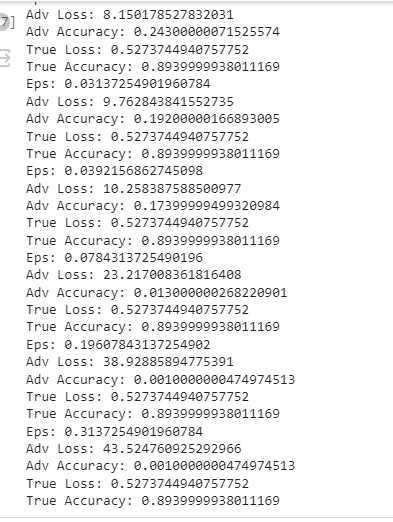 7]
Adv Loss: 8.150178527832031
Adv Accuracy: 0.24300000071525574
True Loss: 0.5273744940757752
True Accuracy: 0.8939999938011169
Eps: 0.03137254901960784
Adv Loss: 9.762843841552735
Adv Accuracy: 0.19200000166893005
True Loss: 0.5273744940757752
True Accuracy: 0.8939999938011169
Eps: 0.0392156862745098
Adv Loss: 10.258387588500977
Adv Accuracy: 0.17399999499320984
True Loss: 0.5273744940757752
True Accuracy: 0.8939999938011169
Eps: 0.0784313725490196
Adv Loss: 23.217008361816408
Adv Accuracy: 0.013000000268220901
True Loss: 0.5273744940757752
True Accuracy: 0.8939999938011169
Eps: 0.19607843137254902
Adv Loss: 38.92885894775391
Adv Accuracy: 0.0010000000474974513
True Loss: 0.5273744940757752
True Accuracy: 0.8939999938011169
Eps: 0.3137254901960784
Adv Loss: 43.524760925292966
Adv Accuracy: 0.0010000000474974513
True Loss: 0.5273744940757752
True Accuracy: 0.8939999938011169